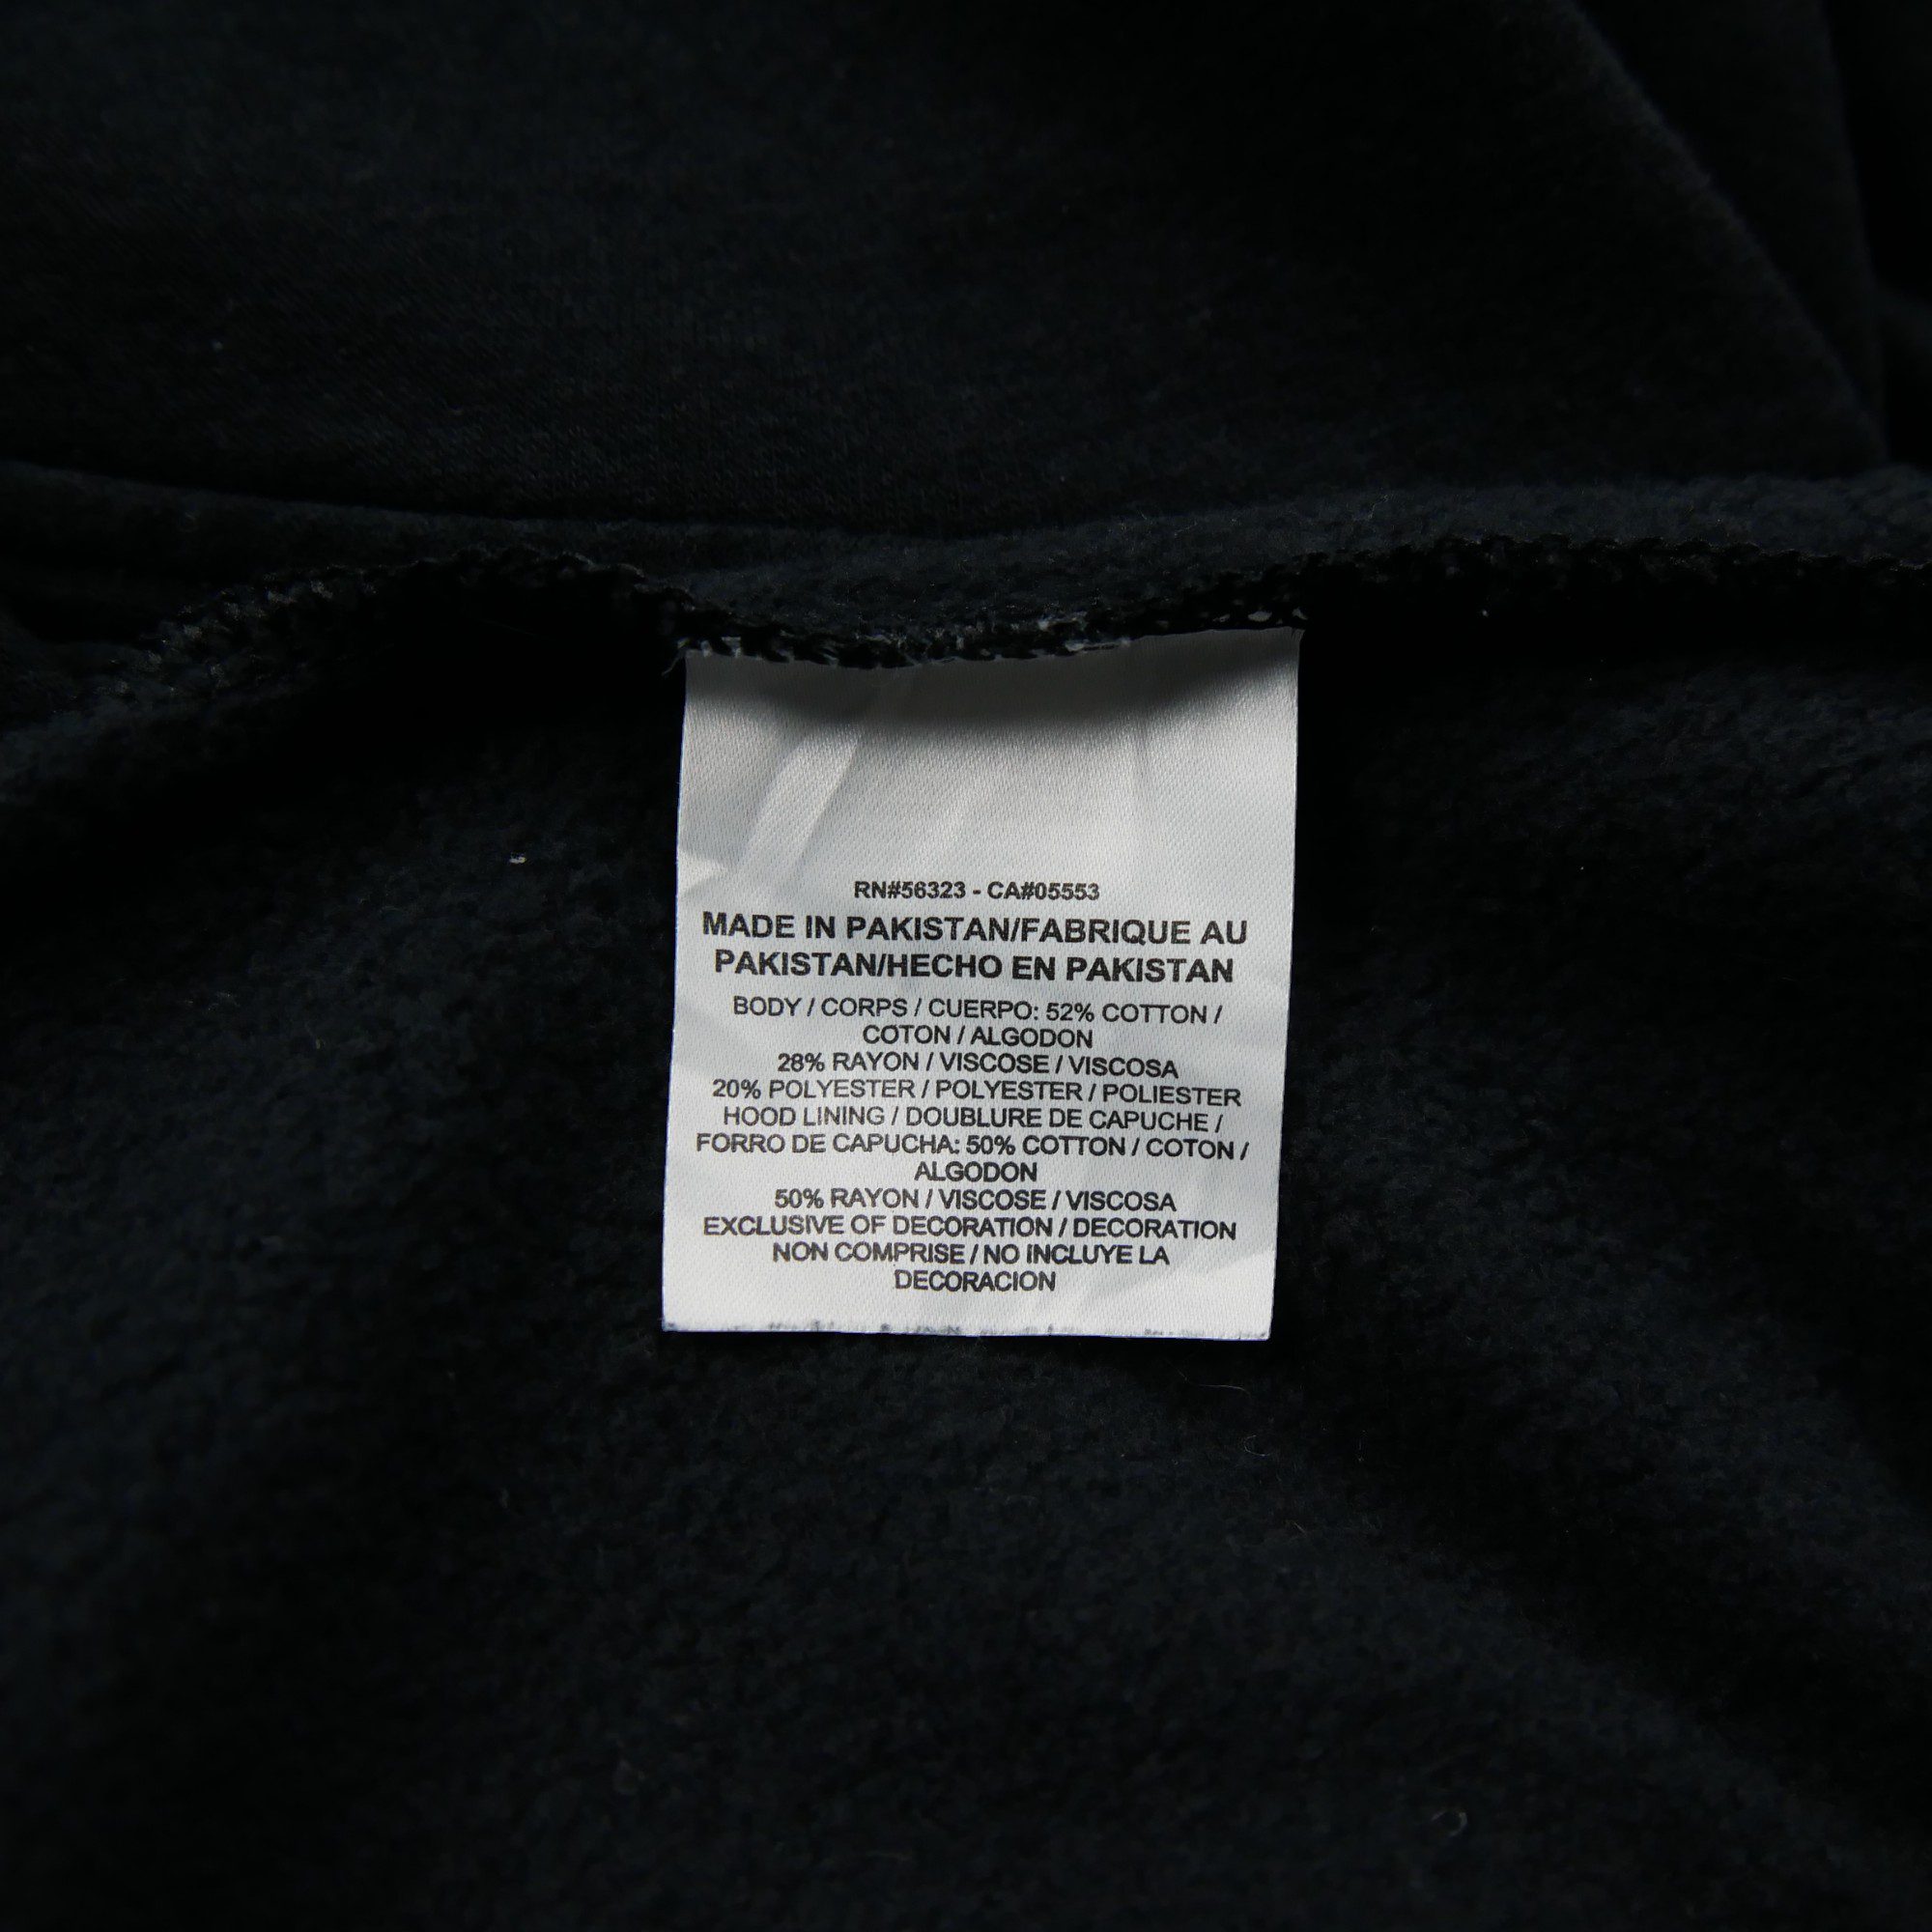 RN#56323 - CA#05553
MADE IN PAKISTAN/FABRIQUE AU
PAKISTAN/HECHO EN PAKISTAN
BODY / CORPS / CUERPO: 52% COTTON /
COTON / ALGODON
28% RAYON / VISCOSE / VISCOSA
20% POLYESTER / POLYESTER / POLIESTER
HOOD LINING / DOUBLURE DE CAPUCHE /
FORRO DE CAPUCHA: 50% COTTON / COTON /
ALGODON
50% RAYON / VISCOSE / VISCOSA
EXCLUSIVE OF DECORATION / DECORATION
NON COMPRISE / NO INCLUYE LA
DECORACION